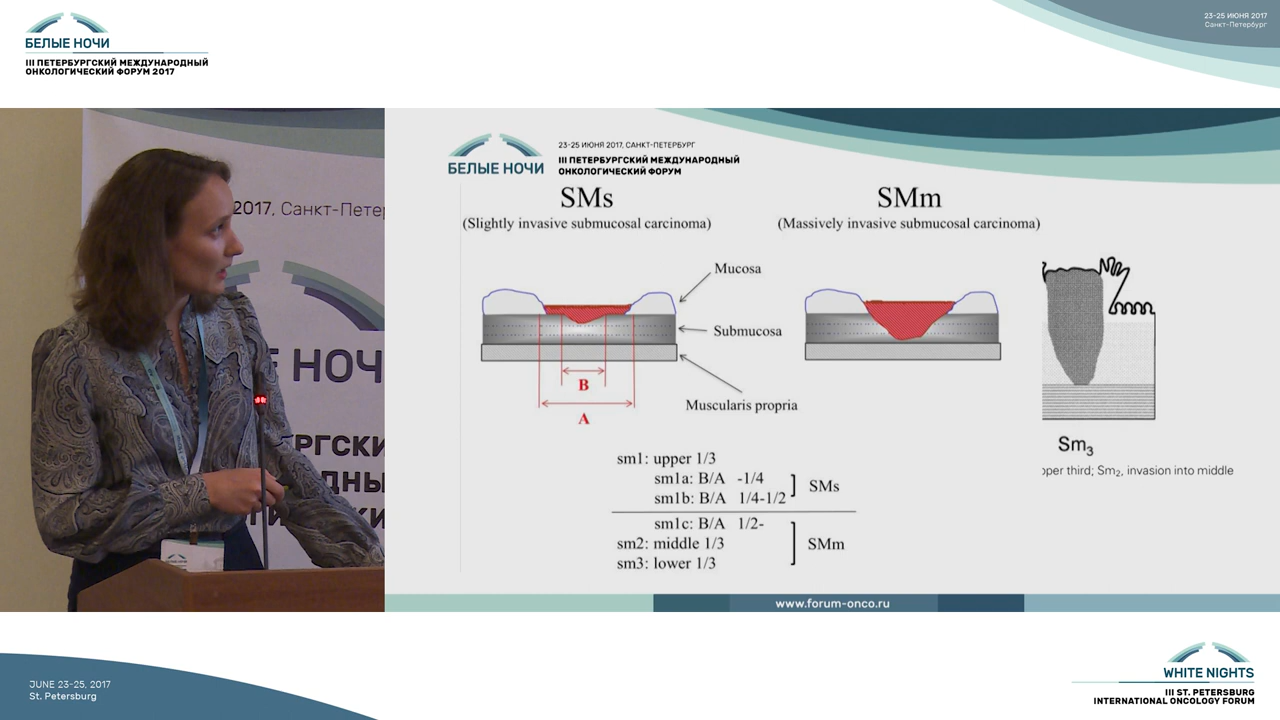 БЕЛЫЕ НОЧИ
III ПЕТЕРБУРГСКИЙ МЕЖДУНАРОДНЫЙ
ОНКОЛОГИЧЕСКИЙ ФОРУМ 2017
23-25 ИЮНЯ 2017
Санкт-Петербург
2017, Санкт-Петер
Е НОЧ
РГСКИ
БЕЛЫЕ НОЧИ
23-25 ИЮНЯ 2017, САНКТ-ПЕТЕРБУРГ
III ПЕТЕРБУРГСКИЙ МЕЖДУНАРОДНЫЙ
ОНКОЛОГИЧЕСКИЙ ФОРУМ
SMs
(Slightly invasive submucosal carcinoma)
SMm
(Massively invasive submucosal carcinoma)
Mucosa
Submucosa
Muscularis propria
B
A
Sm3
pper third; Sm2, invasion into middle
sm1: upper 1/3
sm1a: B/A -1/4
sm1b: B/A 1/4-1/2
SMs
sm1c: B/A 1/2-
sm2: middle 1/3
sm3: lower 1/3
SMm
www.forum-onco.ru
JUNE 23-25, 2017
St. Petersburg
WHITE NIGHTS
III ST. PETERSBURG
INTERNATIONAL ONCOLOGY FORUM